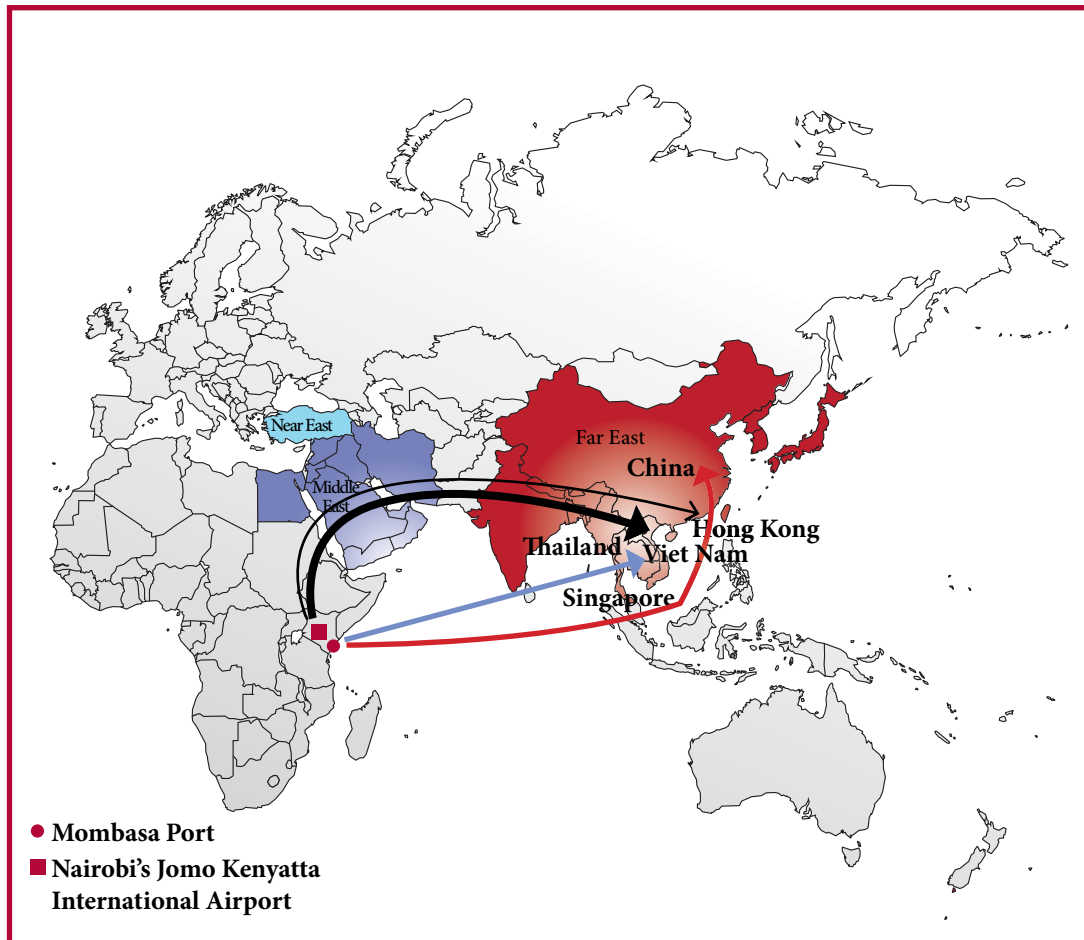 Near East
Far East
China
Middle
East
Hong Kong
Thailand
Viet Nam
Singapore
Mombasa Port
Nairobi's Jomo Kenyatta
International Airport